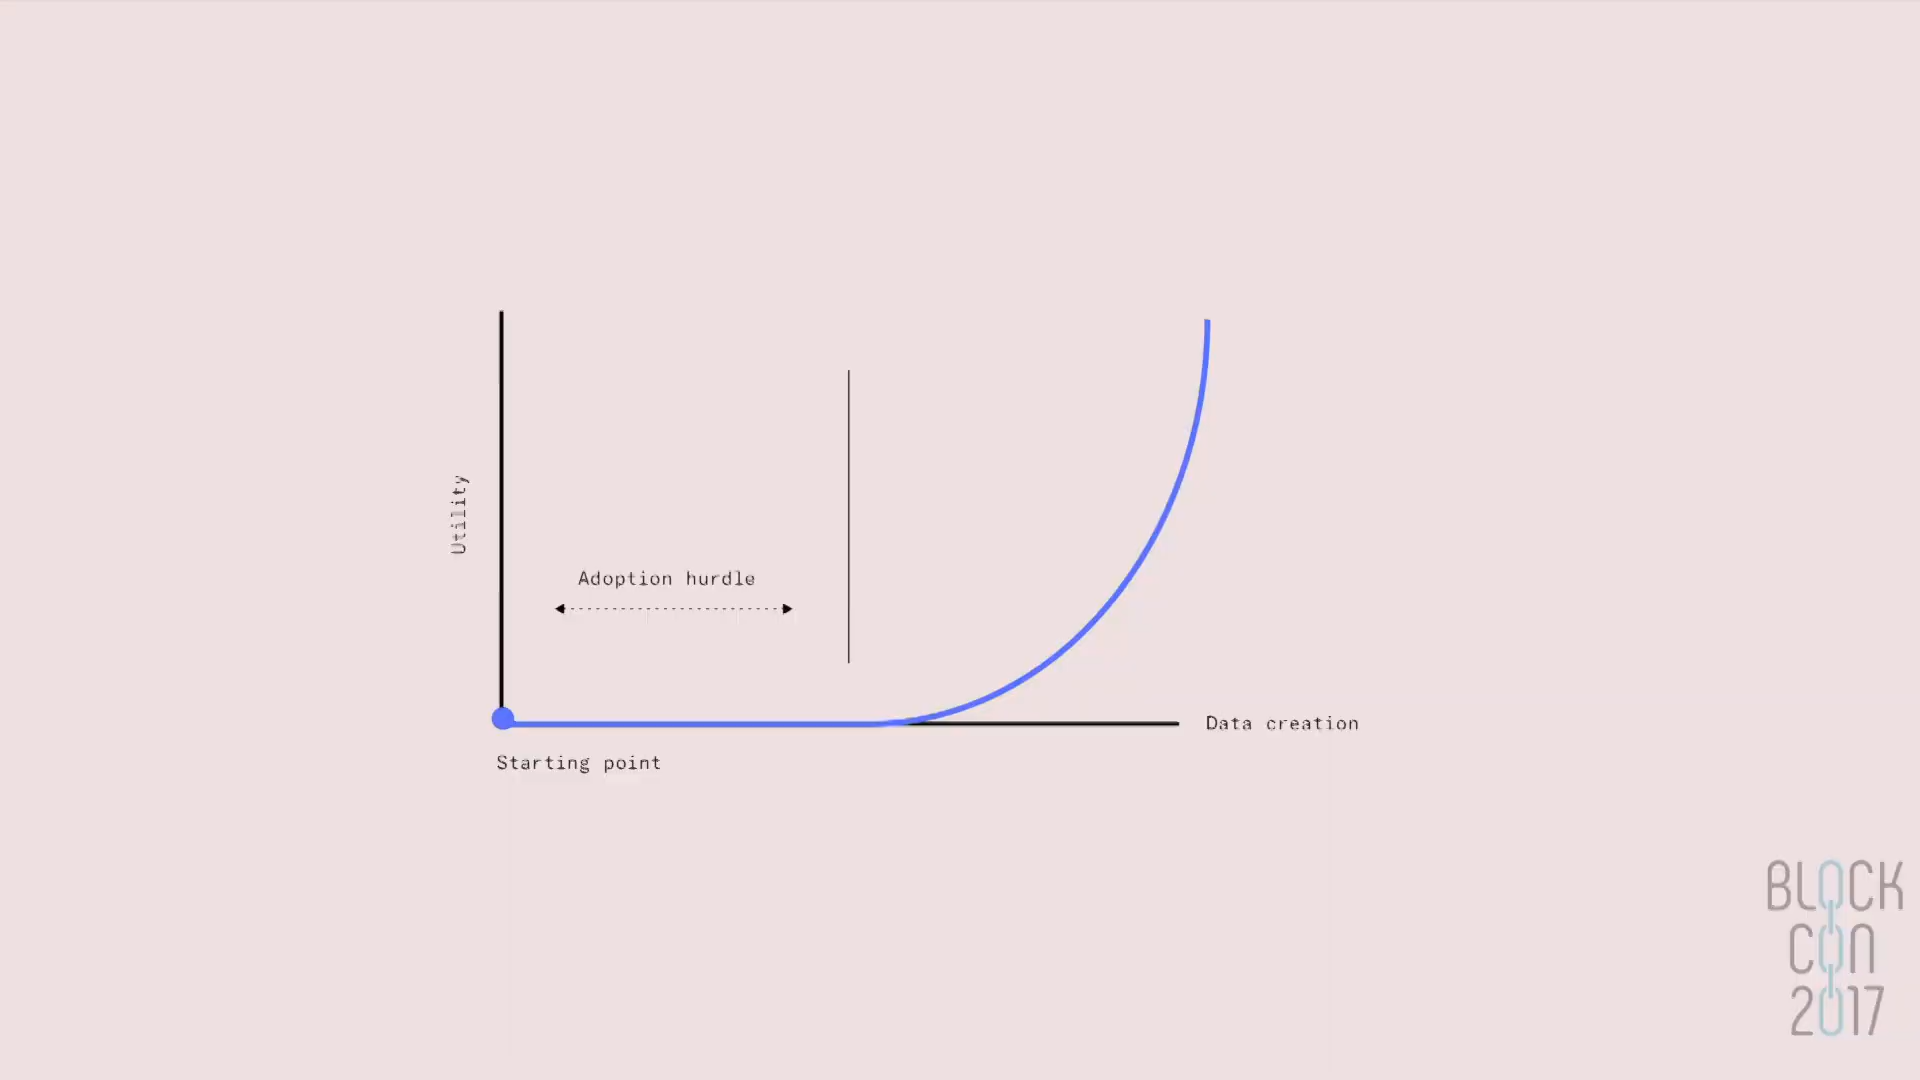 Utility
Adoption hurdle
Data creation
Starting point
BLOCK
CON
2017